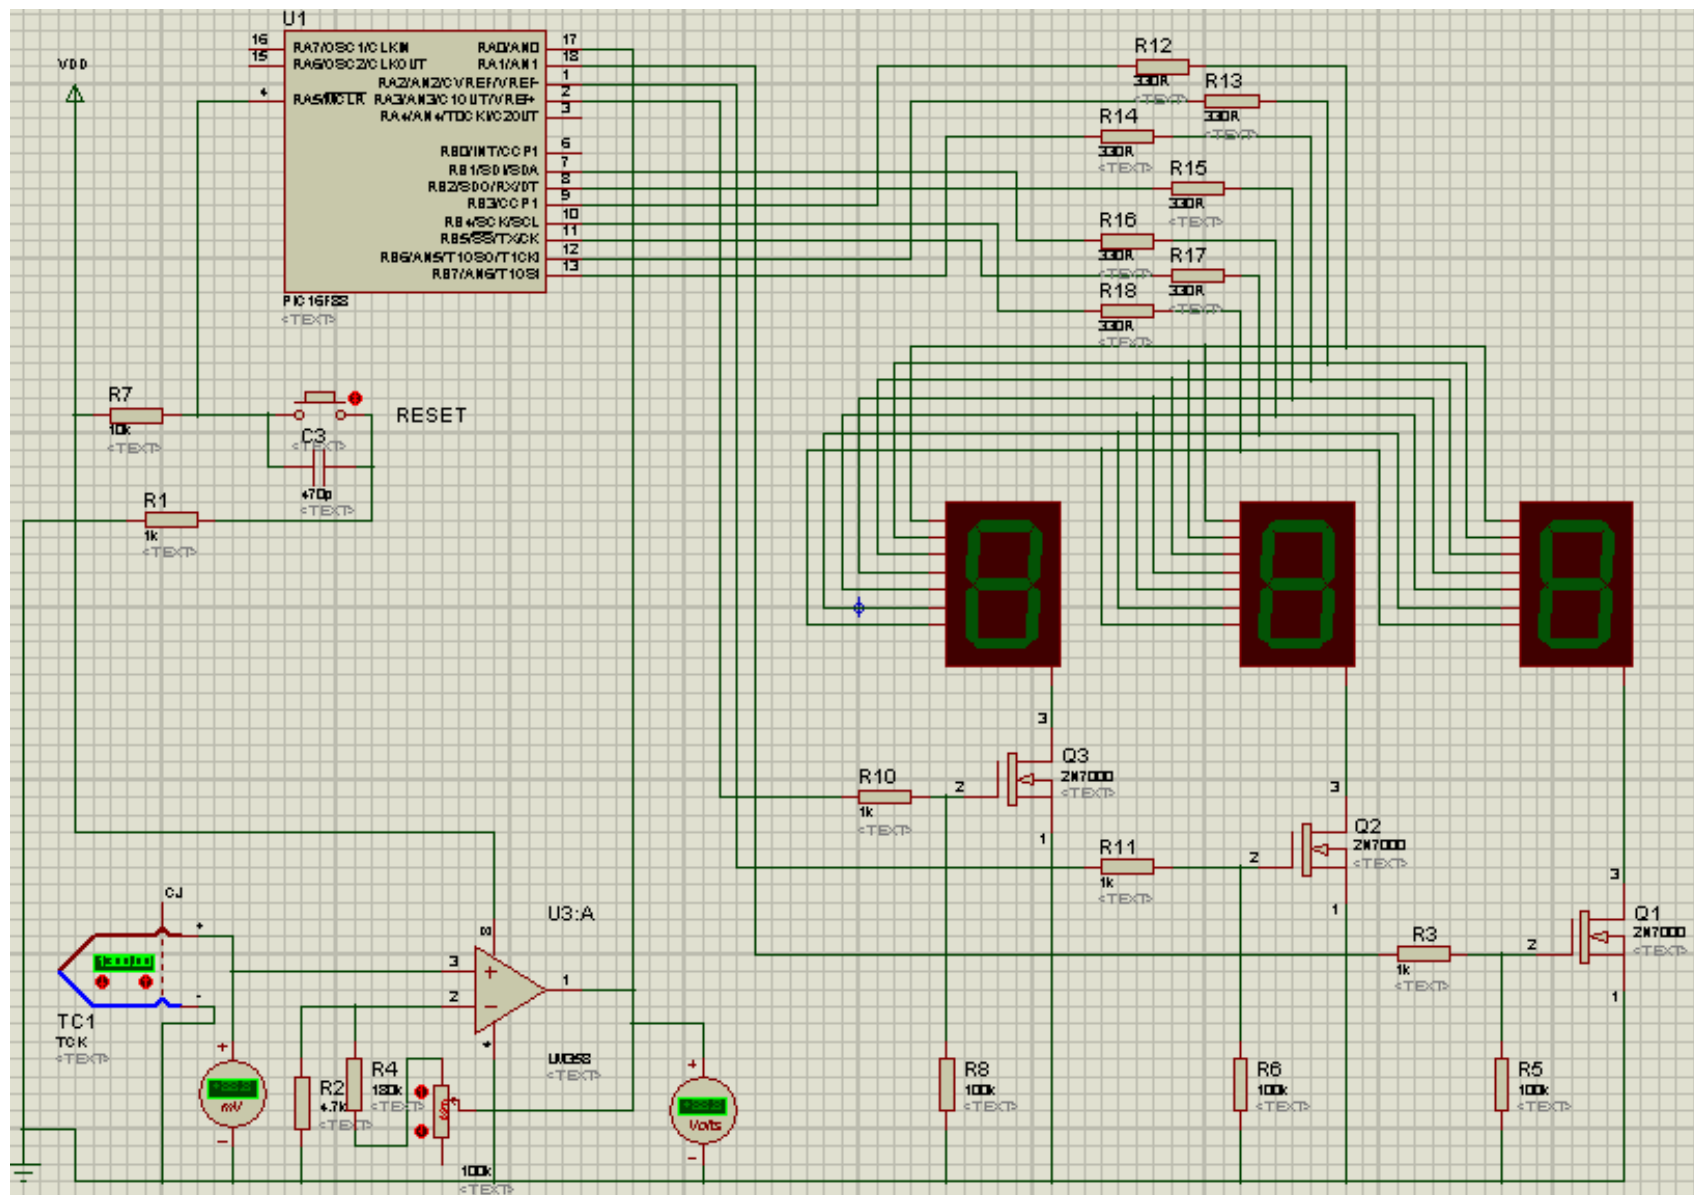 U1
VDD
16 RA7/OSC1/CLKIN RA0/AN0 17
15 RA6/OSC2/CLKOUT RA1/AN1 18
RA2/AN2/CVREF/VREF- 1
4 RA5/MCLR RA3/AN3/C1OUT/VREF+ 2
RA4/AN4/T0CKI/C2OUT 3
RB0/INT/CCP1 6
RB1/SDI/SDA 7
RB2/SDO/RX/DT 8
RB3/CCP1 9
RB4/SCK/SCL 10
RB5/SS/TX/CK 11
RB6/AN5/T1OSO/T1CKI 12
RB7/AN6/T1OSI 13
PIC16F88
<TEXT>
R12
330R
<TEXT>
R13
330R
<TEXT>
R14
330R
<TEXT>
R15
330R
<TEXT>
R16
330R
<TEXT>
R17
330R
<TEXT>
R18
330R
<TEXT>
R7
10k
<TEXT>
RESET
C3
<TEXT>
470p
<TEXT>
R1
1k
<TEXT>
3
Q3
2N7000
<TEXT>
2
1
R10
1k
<TEXT>
3
Q2
2N7000
<TEXT>
2
1
R11
1k
<TEXT>
3
Q1
2N7000
<TEXT>
2
1
R3
1k
<TEXT>
CJ
+
-
TC1
TCK
<TEXT>
U3:A
8
3
2
1
4
+
−
LM358
<TEXT>
+
mV
−
R2
4.7k
<TEXT>
R4
180k
<TEXT>
100k
<TEXT>
+
Volts
−
R8
100k
<TEXT>
R6
100k
<TEXT>
R5
100k
<TEXT>